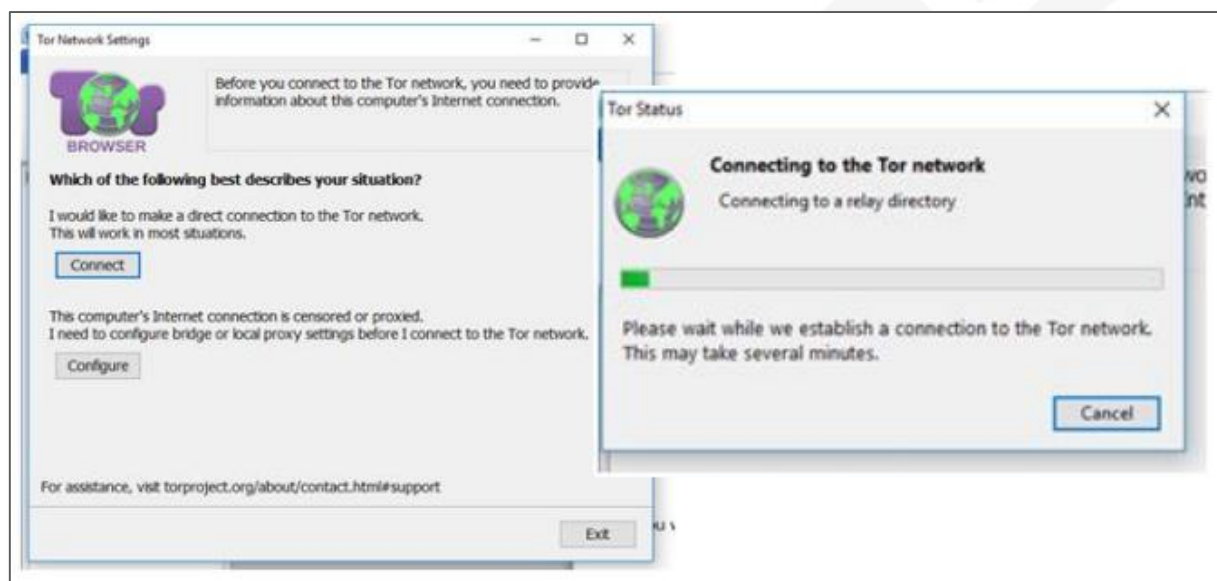 Tor Network Settings
Tor
BROWSER
Before you connect to the Tor network, you need to provide
information about this computer's Internet connection.
Which of the following best describes your situation?
I would like to make a direct connection to the Tor network.
This will work in most situations.
Connect
This computer's Internet connection is censored or proxied.
I need to configure bridge or local proxy settings before I connect to the Tor network.
Configure
For assistance, visit torproject.org/about/contact.html#support
Exit
Tor Status
Connecting to the Tor network
Connecting to a relay directory
Please wait while we establish a connection to the Tor network.
This may take several minutes.
Cancel